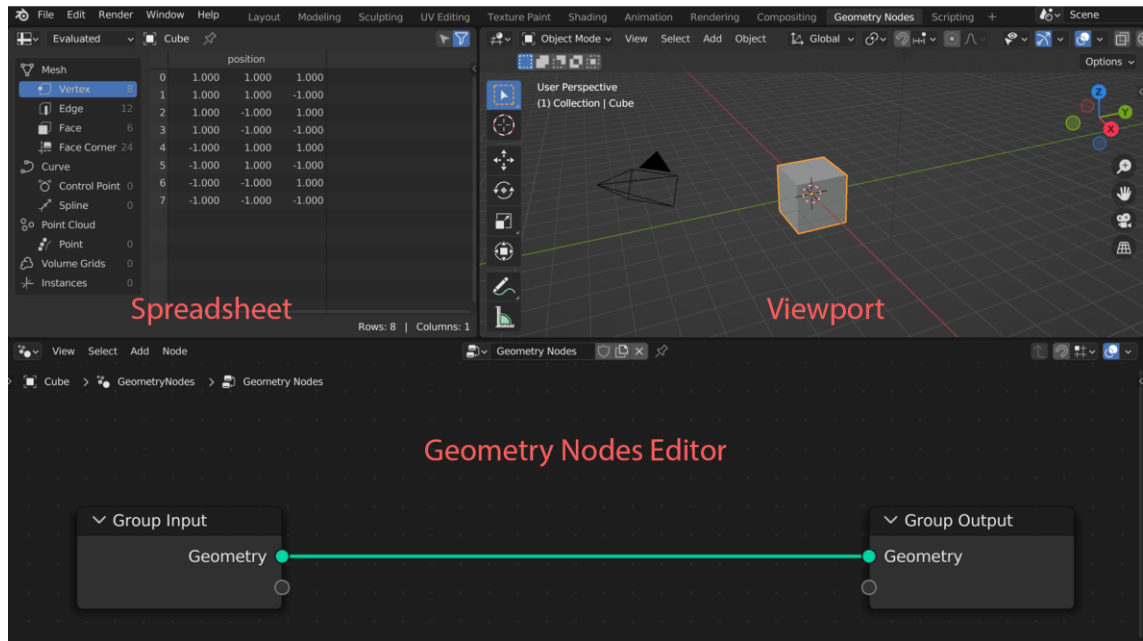 File Edit Render Window Help Layout Modeling Sculpting UV Editing Texture Paint Shading Animation Rendering Compositing Geometry Nodes Scripting + Scene
Evaluated Cube
Object Mode View Select Add Object Global
Options
position
Mesh
Vertex 8
Edge 12
Face 6
Face Corner 24
Curve
Control Point 0
Spline 0
Point Cloud
Point 0
Volume Grids 0
Instances 0
0 1.000 1.000 1.000
1 1.000 1.000 -1.000
2 1.000 -1.000 1.000
3 1.000 -1.000 -1.000
4 -1.000 1.000 1.000
5 -1.000 1.000 -1.000
6 -1.000 -1.000 1.000
7 -1.000 -1.000 -1.000
Spreadsheet
Rows: 8 | Columns: 1
User Perspective
(1) Collection | Cube
Z
Y
X
Viewport
View Select Add Node Geometry Nodes
Cube > GeometryNodes > Geometry Nodes
Geometry Nodes Editor
Group Input
Geometry
Group Output
Geometry